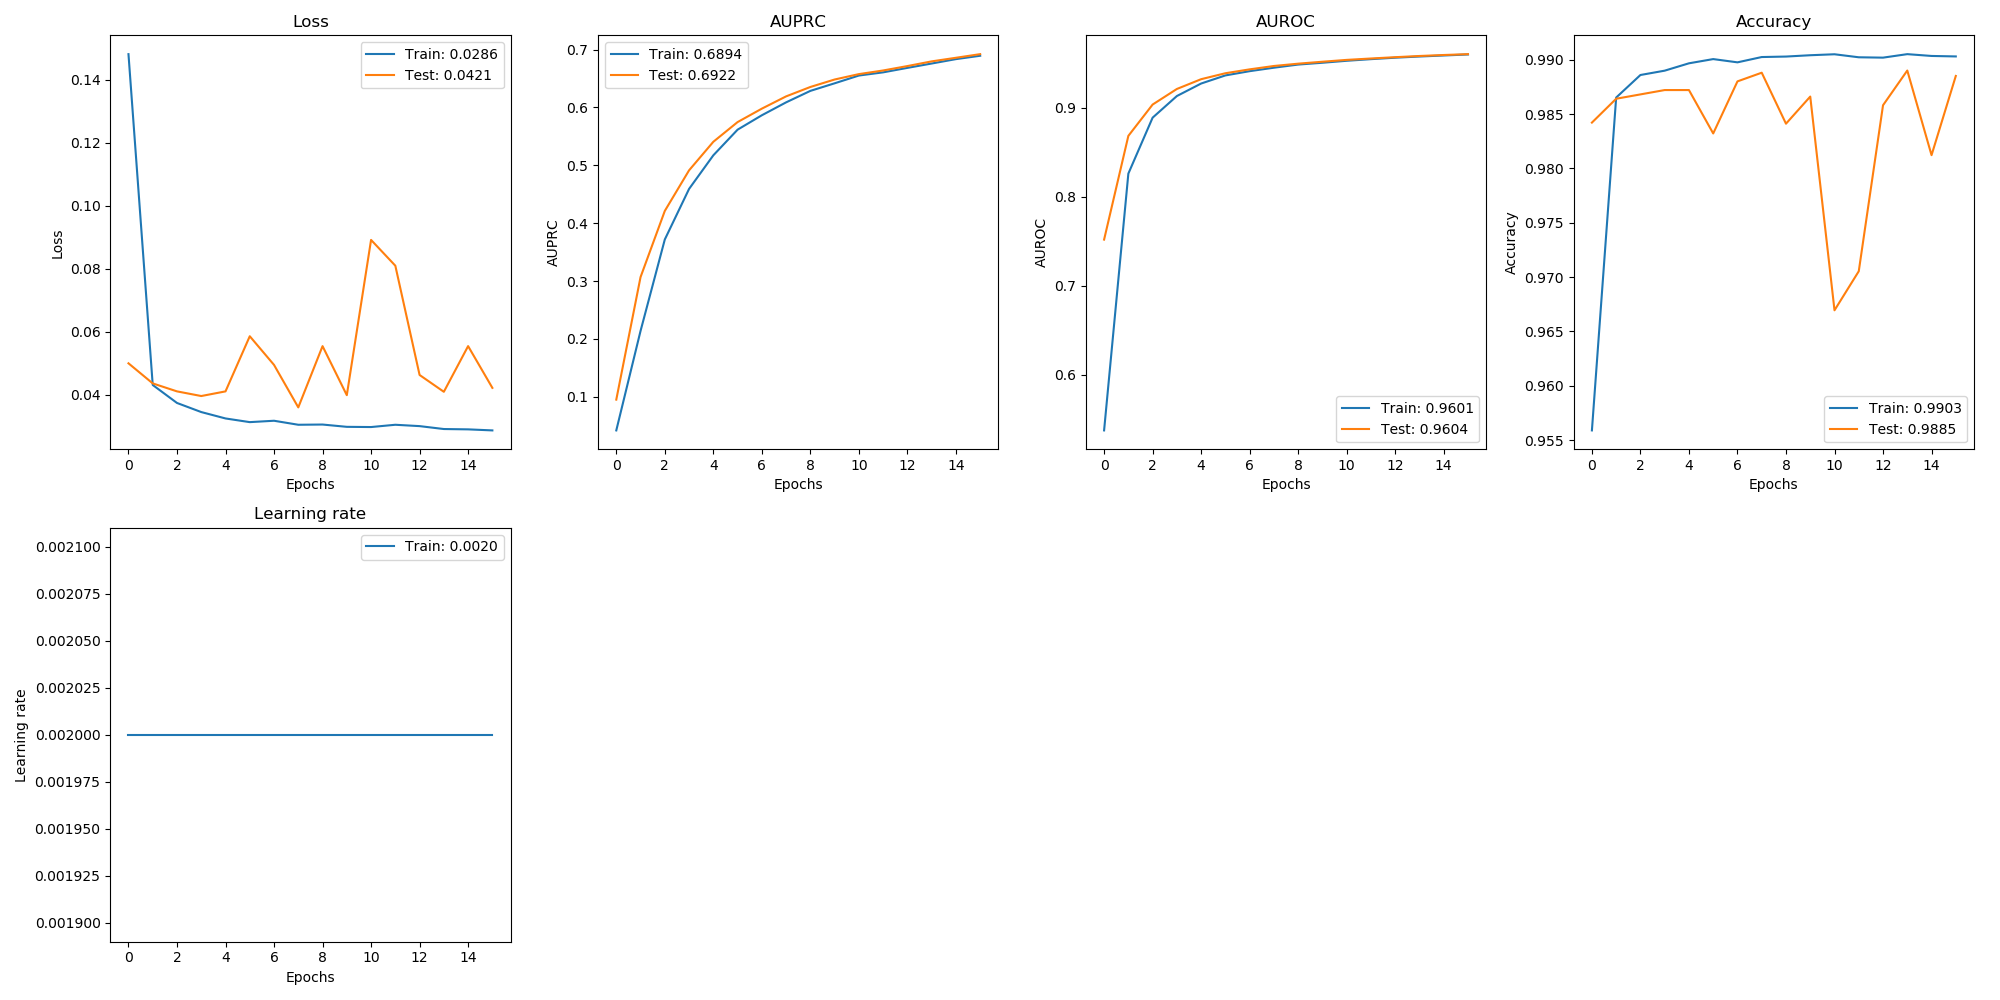 Loss
Train: 0.0286
Test: 0.0421
0.14
0.12
0.10
0.08
0.06
0.04
Loss
0 2 4 6 8 10 12 14
Epochs
AUPRC
Train: 0.6894
Test: 0.6922
0.7
0.6
0.5
0.4
0.3
0.2
0.1
AUPRC
0 2 4 6 8 10 12 14
Epochs
AUROC
0.9
0.8
0.7
0.6
AUROC
Train: 0.9601
Test: 0.9604
0 2 4 6 8 10 12 14
Epochs
Accuracy
0.990
0.985
0.980
0.975
0.970
0.965
0.960
0.955
Accuracy
Train: 0.9903
Test: 0.9885
0 2 4 6 8 10 12 14
Epochs
Learning rate
Train: 0.0020
0.002100
0.002075
0.002050
0.002025
0.002000
0.001975
0.001950
0.001925
0.001900
Learning rate
0 2 4 6 8 10 12 14
Epochs